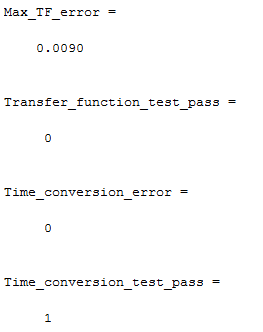 Max_TF_error =
0.0090
Transfer_function_test_pass =
0
Time_conversion_error =
0
Time_conversion_test_pass =
1